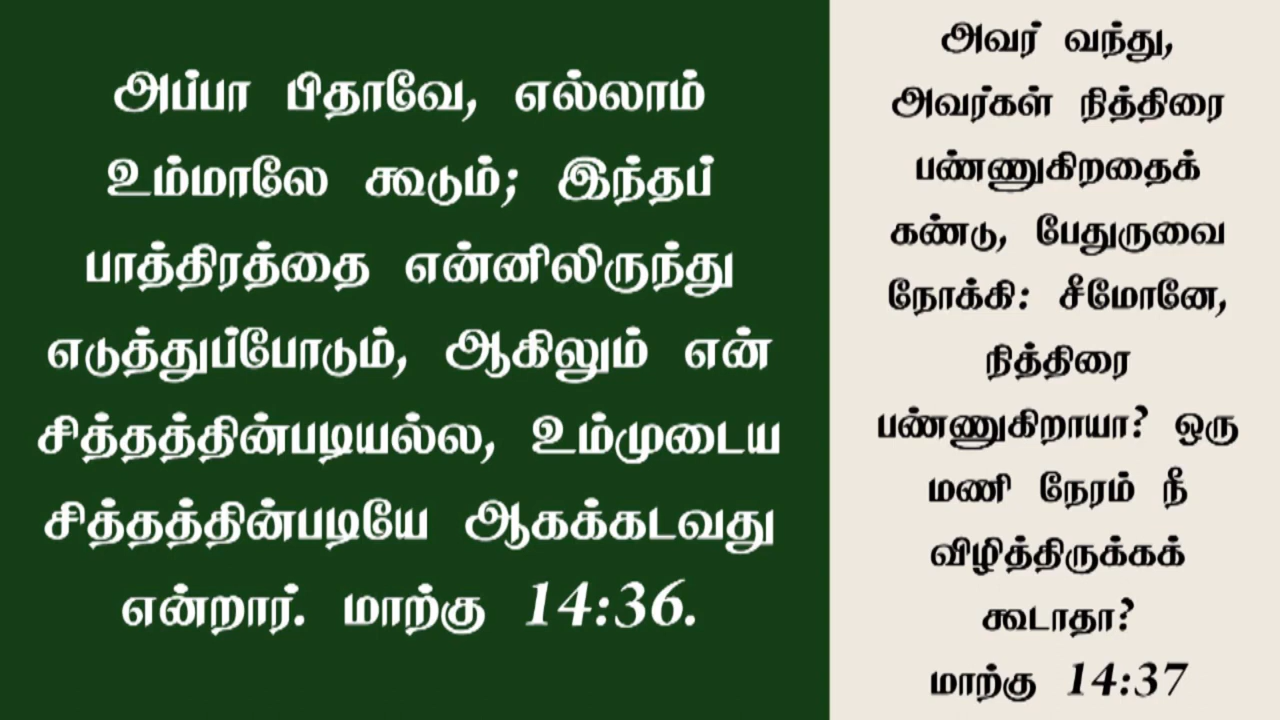 அப்பா பிதாவே, எல்லாம்
உம்மாலே கூடும்; இந்தப்
பாத்திரத்தை என்னிலிருந்து
எடுத்துப்போடும், ஆகிலும் என்
சித்தத்தின்படியல்ல, உம்முடைய
சித்தத்தின்படியே ஆகக்கடவது
என்றார். மாற்கு 14:36.
அவர் வந்து,
அவர்கள் நித்திரை
பண்ணுகிறதைக்
கண்டு, பேதுருவை
நோக்கி: சீமோனே,
நித்திரை
பண்ணுகிறாயா? ஒரு
மணி நேரம் நீ
விழித்திருக்கக்
கூடாதா?
மாற்கு 14:37